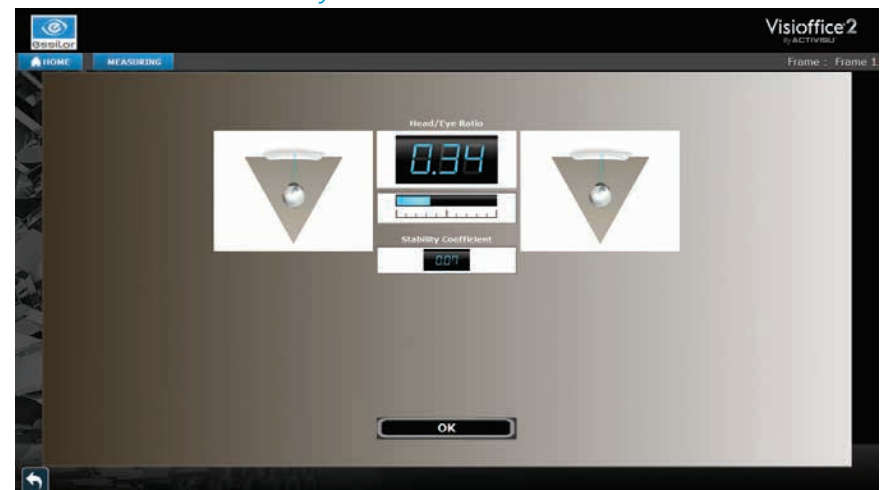 essilor
Visioffice 2
By ACTIVISU
HOME
MEASURING
Frame : Frame 1
Head/Eye Ratio
0.34
Stability Coefficient
0.07
OK